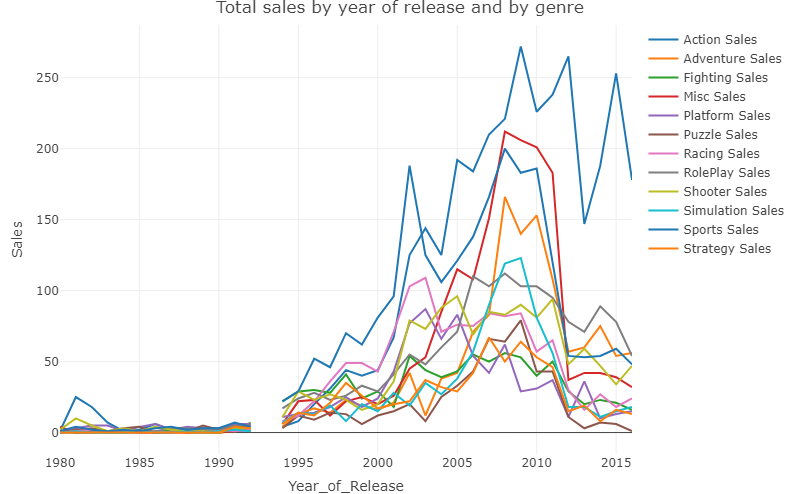 Total sales by year of release and by genre
Action Sales
Adventure Sales
Fighting Sales
Misc Sales
Platform Sales
Puzzle Sales
Racing Sales
RolePlay Sales
Shooter Sales
Simulation Sales
Sports Sales
Strategy Sales
250
200
150
100
50
0
Sales
1980
1985
1990
1995
2000
2005
2010
2015
Year_of_Release